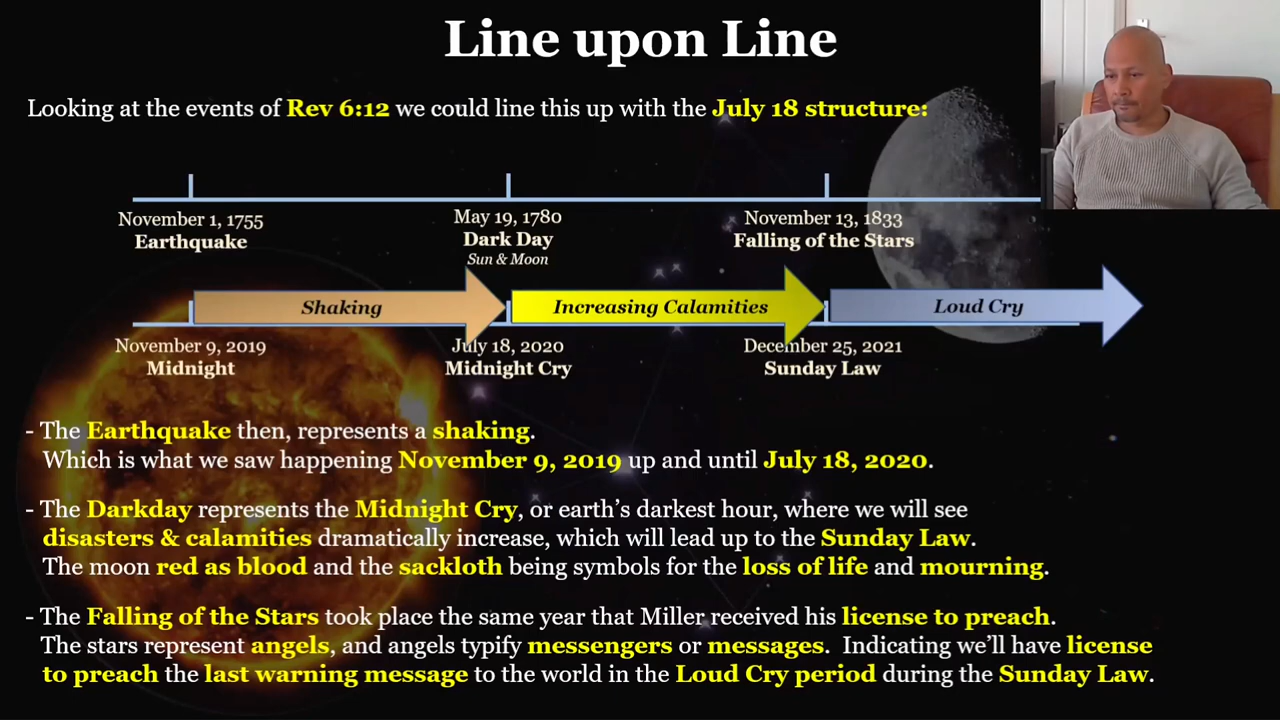 Line upon Line
Looking at the events of Rev 6:12 we could line this up with the July 18 structure:
November 1, 1755
Earthquake
May 19, 1780
Dark Day
Sun & Moon
November 13, 1833
Falling of the Stars
Shaking
Increasing Calamities
Loud Cry
November 9, 2019
Midnight
July 18, 2020
Midnight Cry
December 25, 2021
Sunday Law
- The Earthquake then, represents a shaking.
Which is what we saw happening November 9, 2019 up and until July 18, 2020.
- The Darkday represents the Midnight Cry, or earth's darkest hour, where we will see
disasters & calamities dramatically increase, which will lead up to the Sunday Law.
The moon red as blood and the sackloth being symbols for the loss of life and mourning.
- The Falling of the Stars took place the same year that Miller received his license to preach.
The stars represent angels, and angels typify messengers or messages. Indicating we'll have license
to preach the last warning message to the world in the Loud Cry period during the Sunday Law.